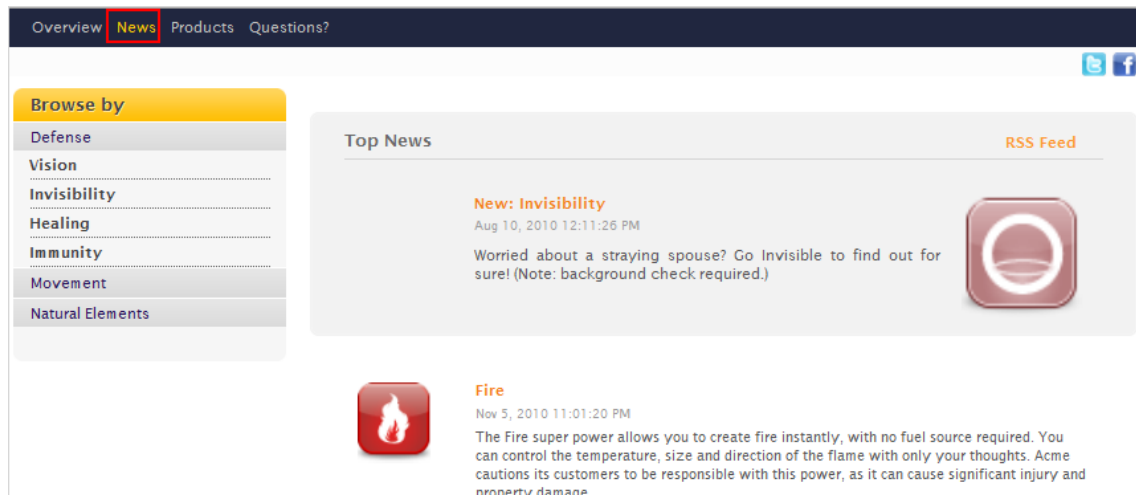 Overview News Products Questions?
Browse by
Defense
Vision
Invisibility
Healing
Immunity
Movement
Natural Elements
Top News
RSS Feed
New: Invisibility
Aug 10, 2010 12:11:26 PM
Worried about a straying spouse? Go Invisible to find out for
sure! (Note: background check required.)
Fire
Nov 5, 2010 11:01:20 PM
The Fire super power allows you to create fire instantly, with no fuel source required. You
can control the temperature, size and direction of the flame with only your thoughts. Acme
cautions its customers to be responsible with this power, as it can cause significant injury and
property damage